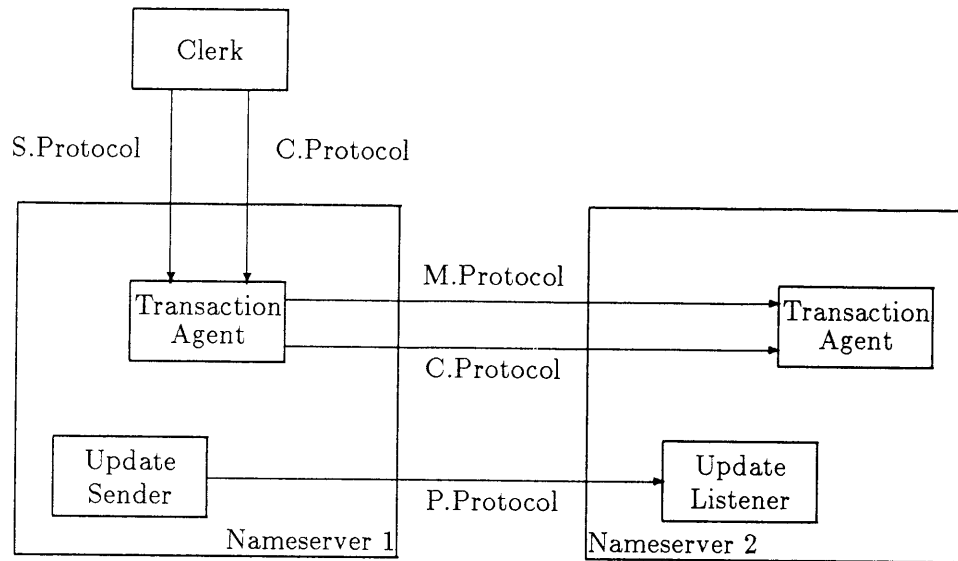 Clerk
S.Protocol
C.Protocol
M.Protocol
Transaction
Agent
Transaction
Agent
C.Protocol
Update
Sender
Update
Listener
P.Protocol
Nameserver 1
Nameserver 2